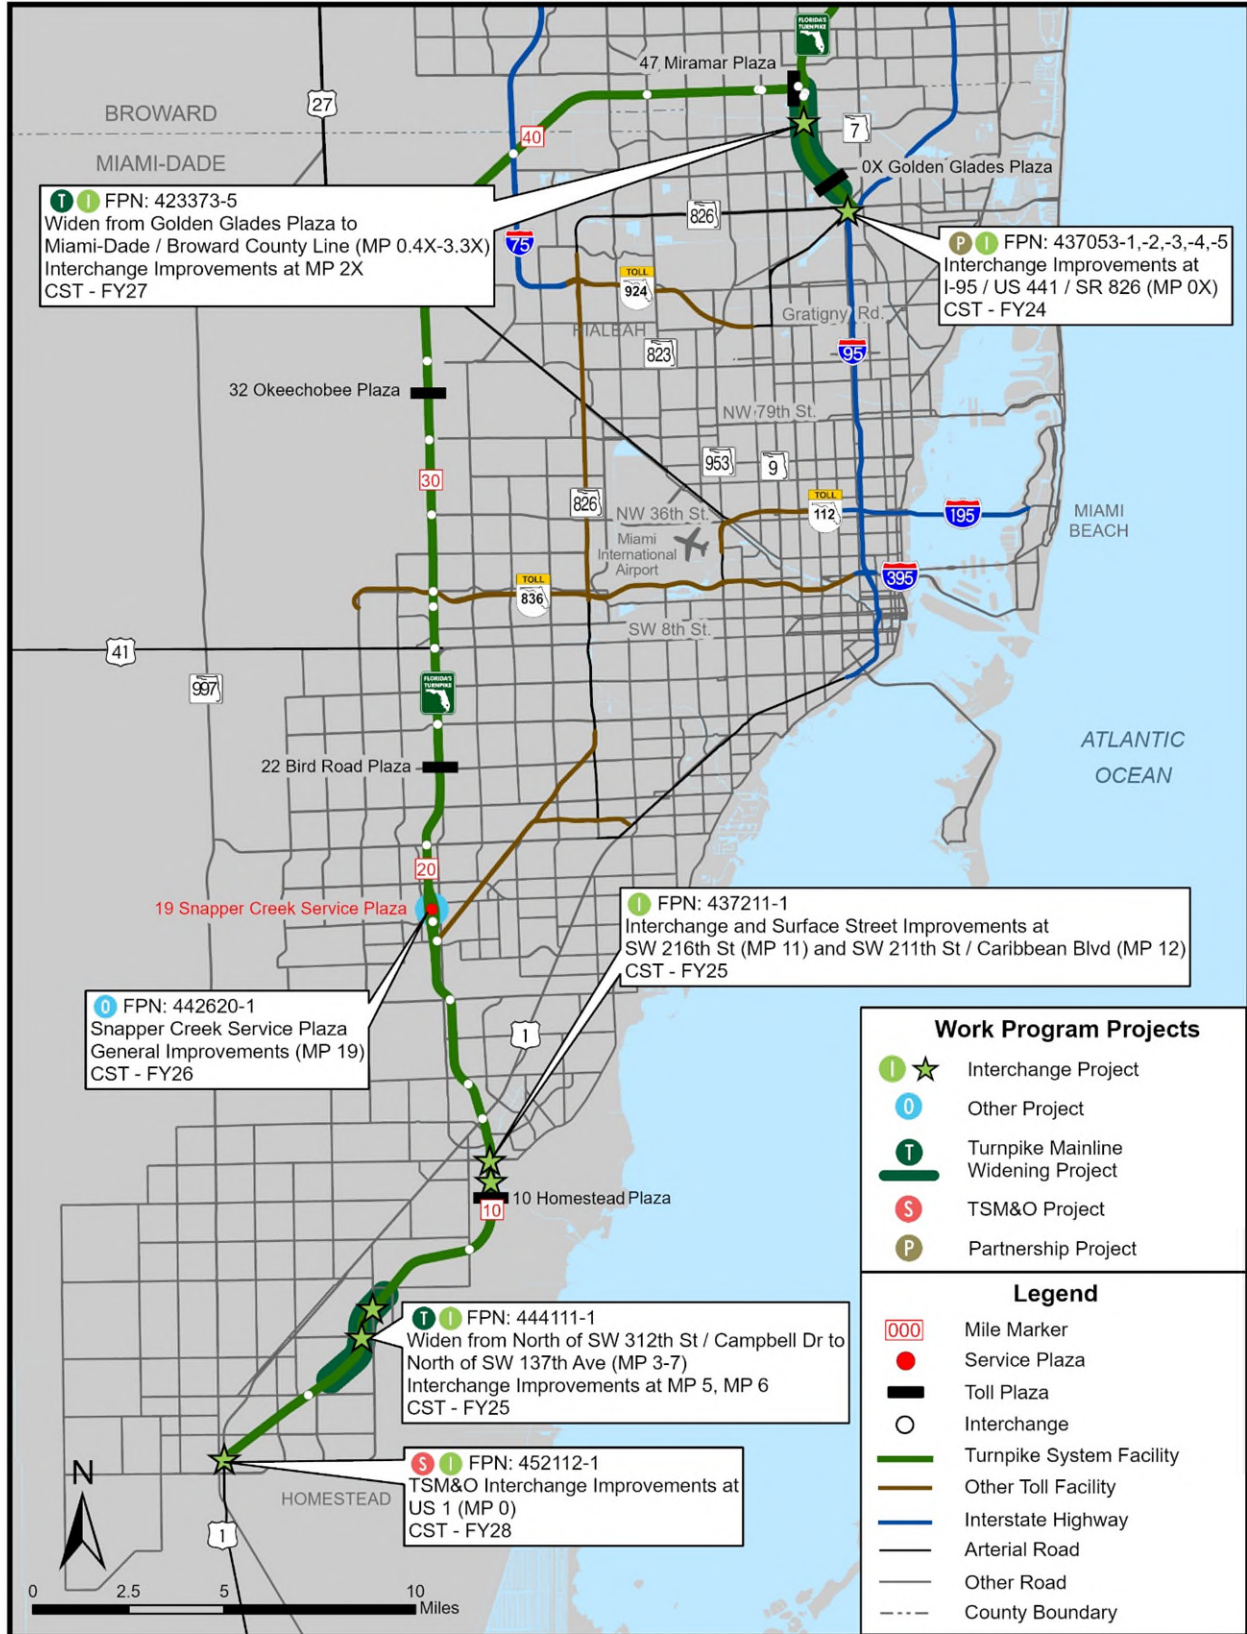 FLORIDA'S
TURNPIKE
47 Miramar Plaza
BROWARD
27
MIAMI-DADE
40
7
0X Golden Glades Plaza
T I FPN: 423373-5
Widen from Golden Glades Plaza to
Miami-Dade / Broward County Line (MP 0.4X-3.3X)
Interchange Improvements at MP 2X
CST - FY27
826
75
P I FPN: 437053-1,-2,-3,-4,-5
Interchange Improvements at
I-95 / US 441 / SR 826 (MP 0X)
CST - FY24
TOLL
924
Gratigny Rd.
HIALEAH
823
95
32 Okeechobee Plaza
NW 79th St.
953
9
30
826
NW 36th St.
TOLL
112
195
MIAMI
BEACH
Miami
International
Airport
395
TOLL
836
SW 8th St.
41
997
FLORIDA'S
TURNPIKE
22 Bird Road Plaza
ATLANTIC
OCEAN
20
19 Snapper Creek Service Plaza
I FPN: 437211-1
Interchange and Surface Street Improvements at
SW 216th St (MP 11) and SW 211th St / Caribbean Blvd (MP 12)
CST - FY25
O FPN: 442620-1
Snapper Creek Service Plaza
General Improvements (MP 19)
CST - FY26
1
10 Homestead Plaza
10
T I FPN: 444111-1
Widen from North of SW 312th St / Campbell Dr to
North of SW 137th Ave (MP 3-7)
Interchange Improvements at MP 5, MP 6
CST - FY25
S I FPN: 452112-1
TSM&O Interchange Improvements at
US 1 (MP 0)
CST - FY28
HOMESTEAD
1
N
0 2.5 5 10
Miles
Work Program Projects
I Interchange Project
O Other Project
T Turnpike Mainline
Widening Project
S TSM&O Project
P Partnership Project
Legend
000 Mile Marker
Service Plaza
Toll Plaza
Interchange
Turnpike System Facility
Other Toll Facility
Interstate Highway
Arterial Road
Other Road
County Boundary